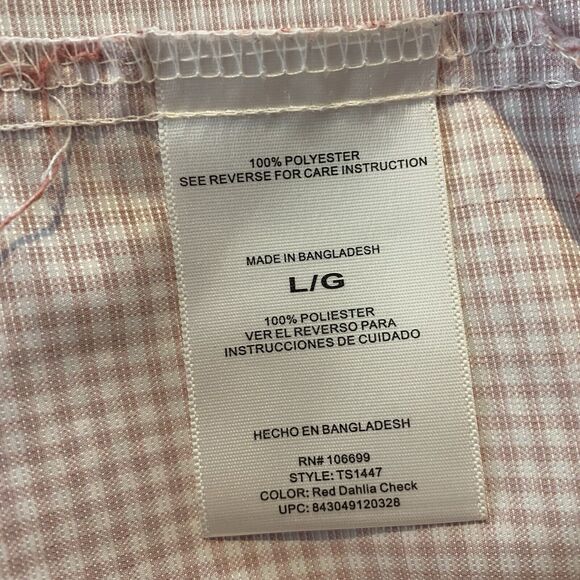 100% POLYESTER
SEE REVERSE FOR CARE INSTRUCTION
MADE IN BANGLADESH
L/G
100% POLIESTER
VER EL REVERSO PARA
INSTRUCCIONES DE CUIDADO
HECHO EN BANGLADESH
RN# 106699
STYLE: TS1447
COLOR: Red Dahlia Check
UPC: 843049120328